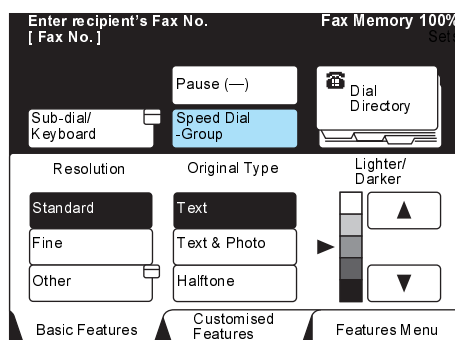 Enter recipient's Fax No.
Fax Memory 100%
[ Fax No. ]
Sets
Pause (—)
Dial
Directory
Sub-dial/
Keyboard
Speed Dial
-Group
Resolution
Original Type
Lighter/
Darker
Standard
Text
Fine
Text & Photo
Other
Halftone
Basic Features
Customised
Features
Features Menu